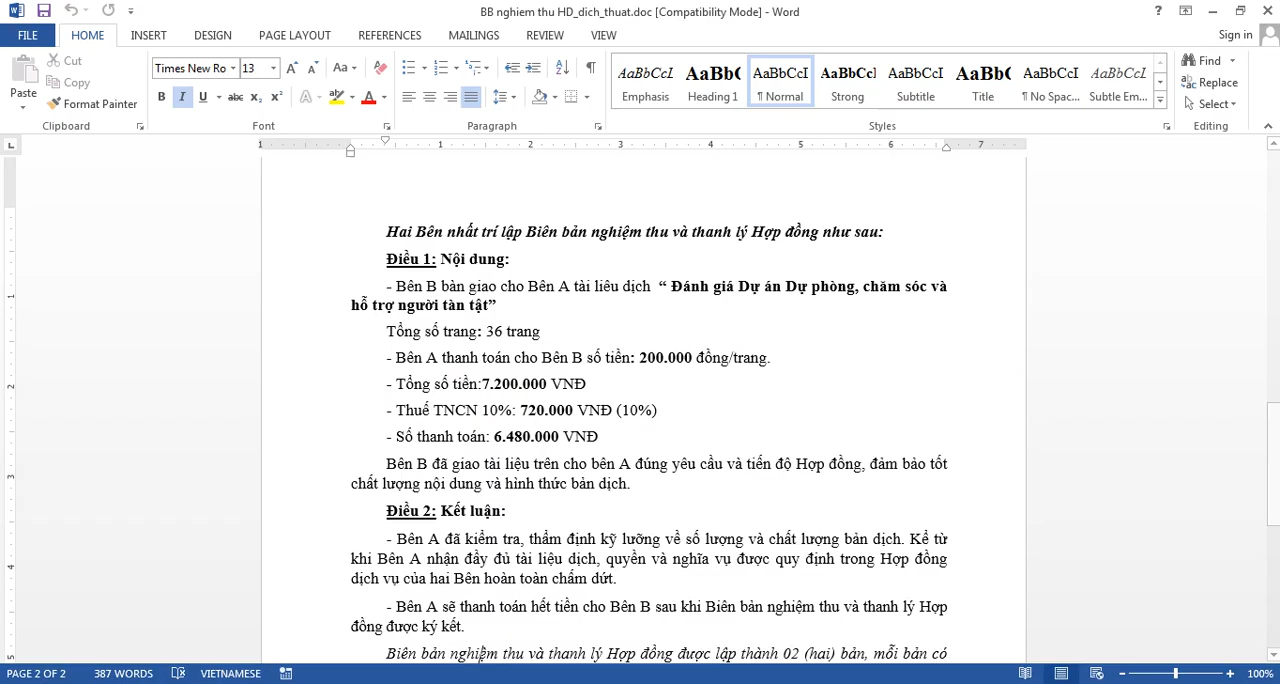 BB nghiem thu HD_dich_thuat.doc [Compatibility Mode] - Word
Sign in
FILE HOME INSERT DESIGN PAGE LAYOUT REFERENCES MAILINGS REVIEW VIEW
Paste
Cut
Copy
Format Painter
Clipboard
Times New Ro 13
Font
Paragraph
AaBbCcI AaBb( AaBbCcI AaBbCcI AaBbCcI AaBb( AaBbCcI AaBbCcI
Emphasis Heading 1 ¶ Normal Strong Subtitle Title ¶ No Spac... Subtle Em...
Styles
Find
Replace
Select
Editing
1 1 2 3 4 5 6 7
Hai Bên nhất trí lập Biên bản nghiệm thu và thanh lý Hợp đồng như sau:
Điều 1: Nội dung:
- Bên B bàn giao cho Bên A tài liêu dịch “ Đánh giá Dự án Dự phòng, chăm sóc và
hỗ trợ người tàn tật”
Tổng số trang: 36 trang
- Bên A thanh toán cho Bên B số tiền: 200.000 đồng/trang.
- Tổng số tiền:7.200.000 VNĐ
- Thuế TNCN 10%: 720.000 VNĐ (10%)
- Số thanh toán: 6.480.000 VNĐ
Bên B đã giao tài liệu trên cho bên A đúng yêu cầu và tiến độ Hợp đồng, đảm bảo tốt
chất lượng nội dung và hình thức bản dịch.
Điều 2: Kết luận:
- Bên A đã kiểm tra, thẩm định kỹ lưỡng về số lượng và chất lượng bản dịch. Kể từ
khi Bên A nhận đầy đủ tài liệu dịch, quyền và nghĩa vụ được quy định trong Hợp đồng
dịch vụ của hai Bên hoàn toàn chấm dứt.
- Bên A sẽ thanh toán hết tiền cho Bên B sau khi Biên bản nghiệm thu và thanh lý Hợp
đồng được ký kết.
Biên bản nghiệm thu và thanh lý Hợp đồng được lập thành 02 (hai) bản, mỗi bản có
PAGE 2 OF 2 387 WORDS VIETNAMESE 100%